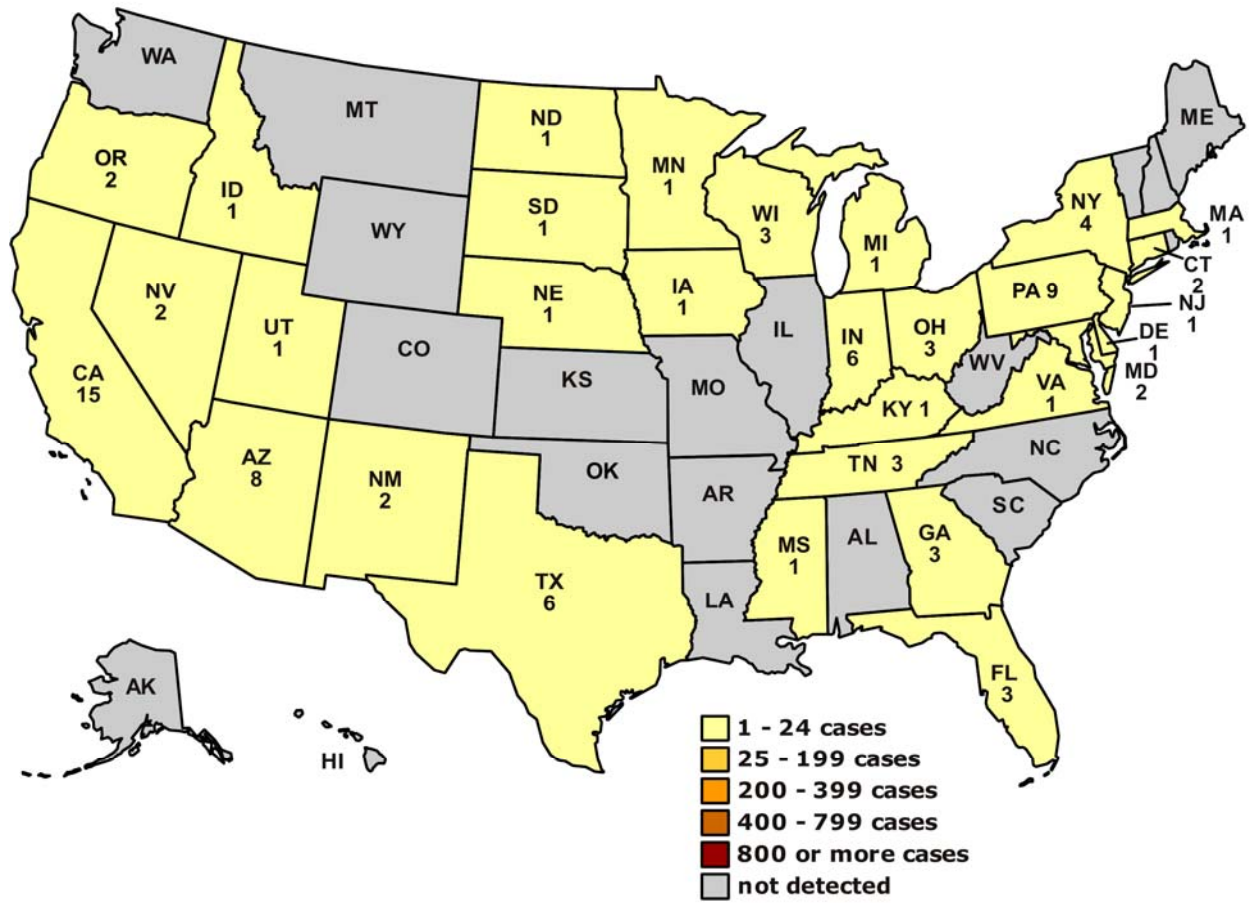 WA
MT
ND
1
MN
1
ME
OR
2
ID
1
WY
SD
1
WI
3
MI
1
NY
4
MA
1
CT
2
NV
2
UT
1
CO
NE
1
IA
1
IL
IN
6
OH
3
PA 9
NJ
1
DE
1
MD
2
WV
VA
1
CA
15
KS
MO
KY 1
AZ
8
NM
2
OK
AR
TN 3
NC
SC
TX
6
LA
MS
1
AL
GA
3
FL
3
AK
HI
1 - 24 cases
25 - 199 cases
200 - 399 cases
400 - 799 cases
800 or more cases
not detected